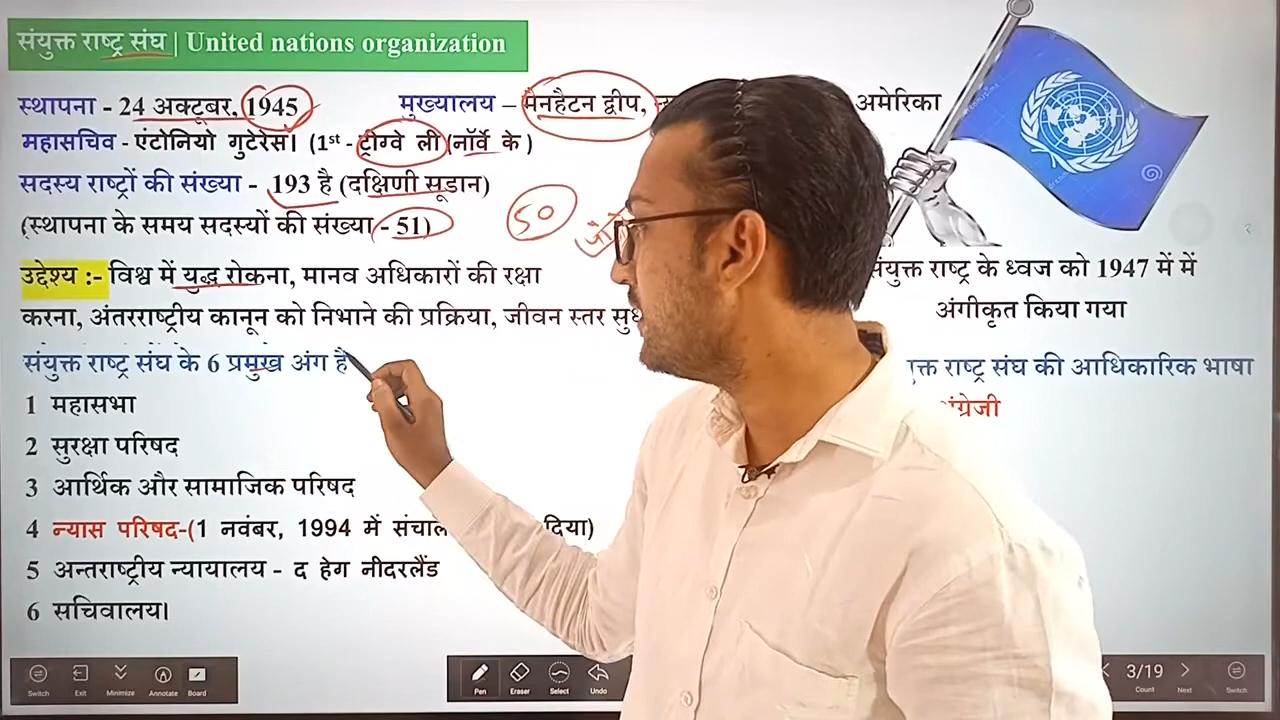 संयुक्त राष्ट्र संघ | United nations organization
स्थापना - 24 अक्टूबर, 1945
मुख्यालय – मैनहैटन द्वीप,
अमेरिका
महासचिव - एंटोनियो गुटेरेस। (1st - ट्रीग्वे ली (नॉर्वे के )
सदस्य राष्ट्रों की संख्या - 193 है (दक्षिणी सूडान)
(स्थापना के समय सदस्यों की संख्या - 51)
50
उद्देश्य :- विश्व में युद्ध रोकना, मानव अधिकारों की रक्षा
करना, अंतरराष्ट्रीय कानून को निभाने की प्रक्रिया, जीवन स्तर
संयुक्त राष्ट्र के ध्वज को 1947 में में
अंगीकृत किया गया
संयुक्त राष्ट्र संघ के 6 प्रमुख अंग है
1 महासभा
2 सुरक्षा परिषद
3 आर्थिक और सामाजिक परिषद
4 न्यास परिषद-(1 नवंबर, 1994 में दिया)
5 अन्तराष्ट्रीय न्यायालय - द हेग नीदरलैंड
6 सचिवालय।
राष्ट्र संघ की आधिकारिक भाषा
Switch Exit Minimize Annotate Board
Pen Eraser Select Undo
3/19
Count Next Switch